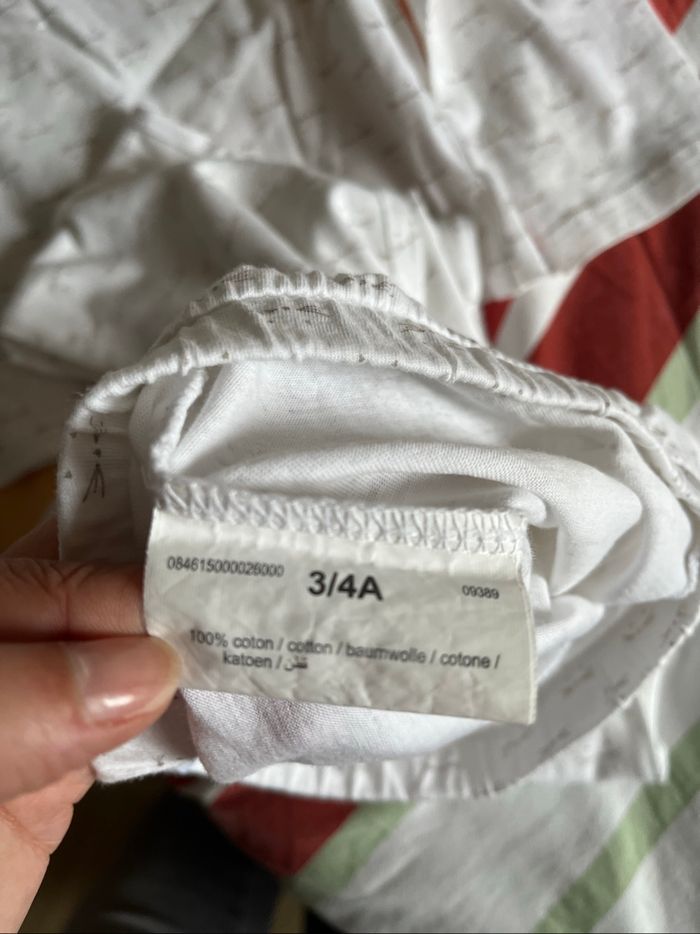 084615000026000 3/4A 09389
100% coton / cotton / baumwolle / cotone /
katoen / قطن